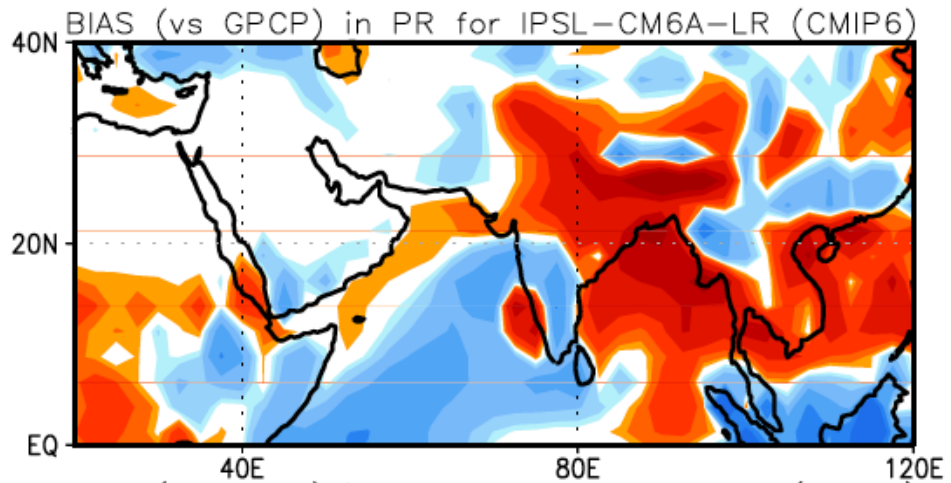 BIAS (vs GPCP) in PR for IPSL-CM6A-LR (CMIP6)
40N
20N
EQ
40E
80E
120E